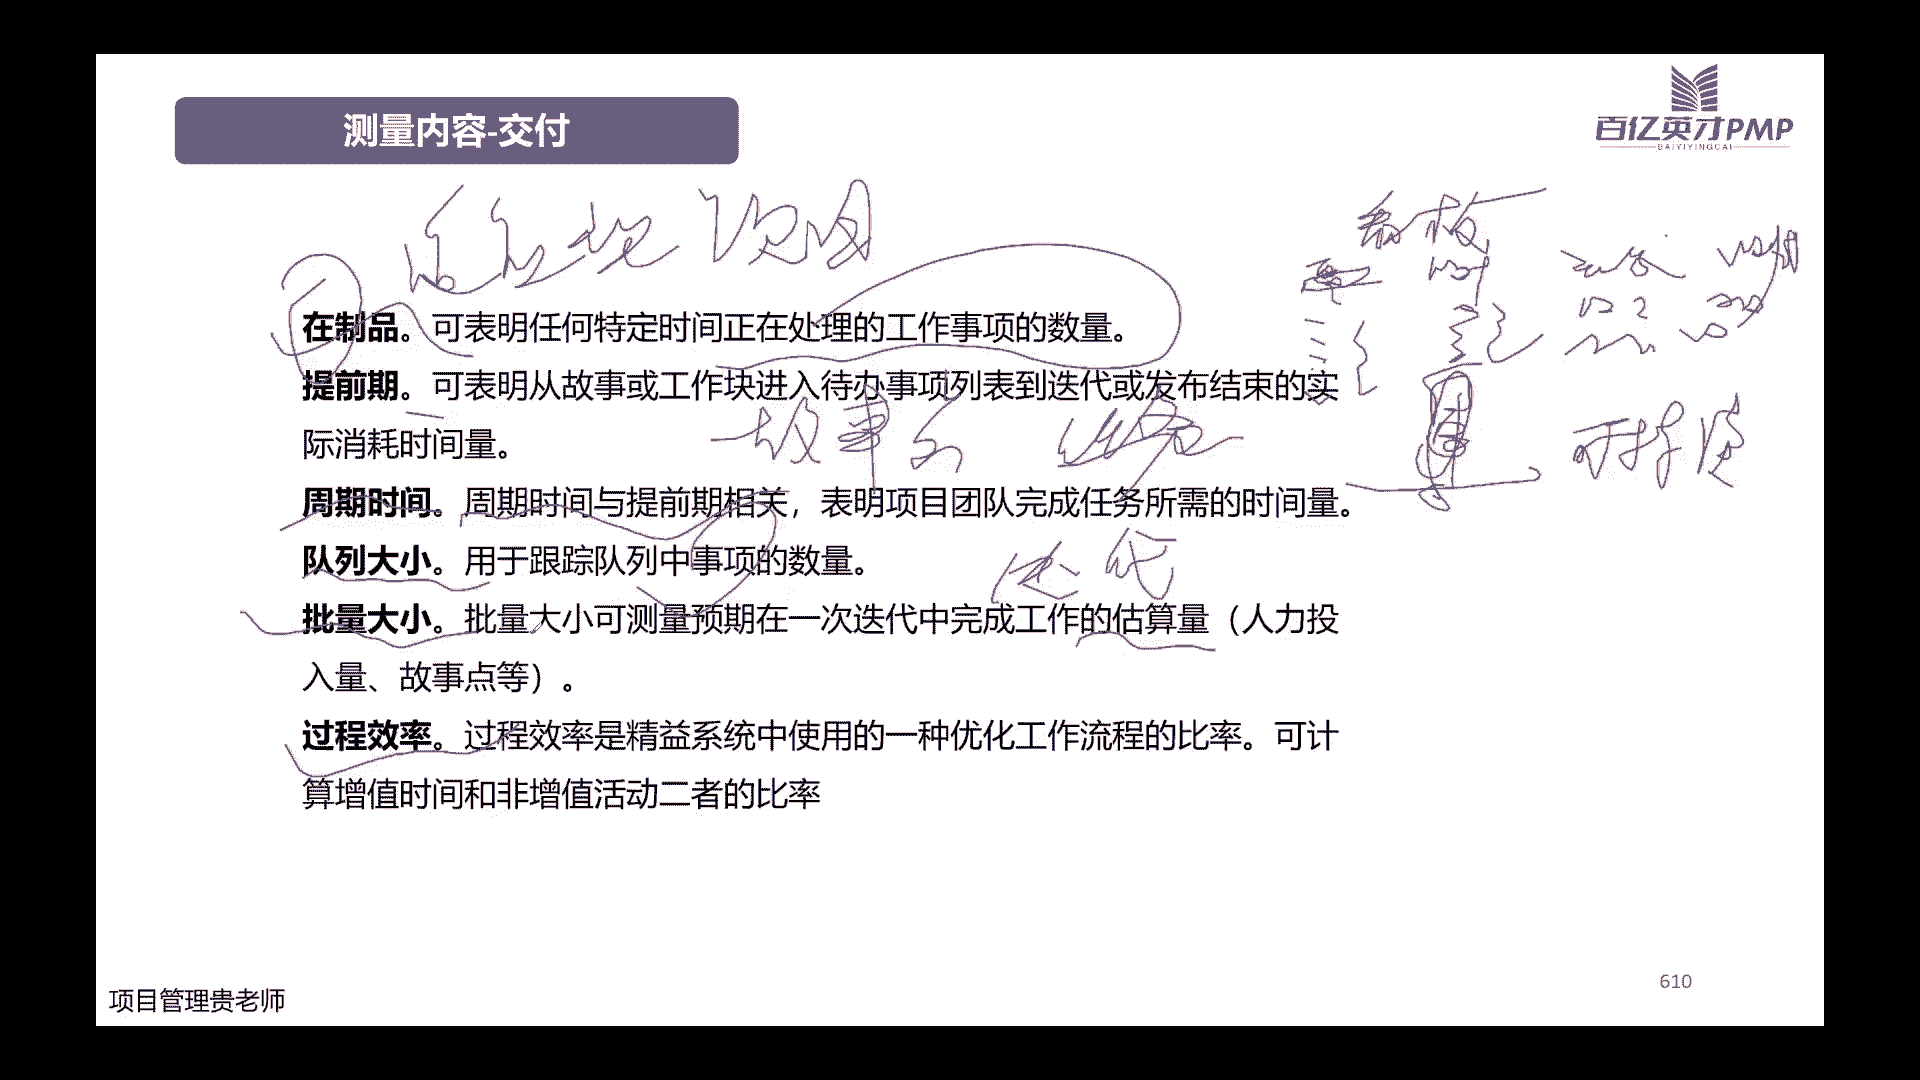 测量内容-交付
百亿英才PMP
BAIYIYINGCAI
适应型 项目
看板
在制品。可表明任何特定时间正在处理的工作事项的数量。
提前期。可表明从故事或工作块进入待办事项列表到迭代或发布结束的实
际消耗时间量。
故事
周期时间。周期时间与提前期相关，表明项目团队完成任务所需的时间量。
队列大小。用于跟踪队列中事项的数量。
迭代
批量大小。批量大小可测量预期在一次迭代中完成工作的估算量（人力投
入量、故事点等）。
过程效率。过程效率是精益系统中使用的一种优化工作流程的比率。可计
算增值时间和非增值活动二者的比率
610
项目管理贵老师